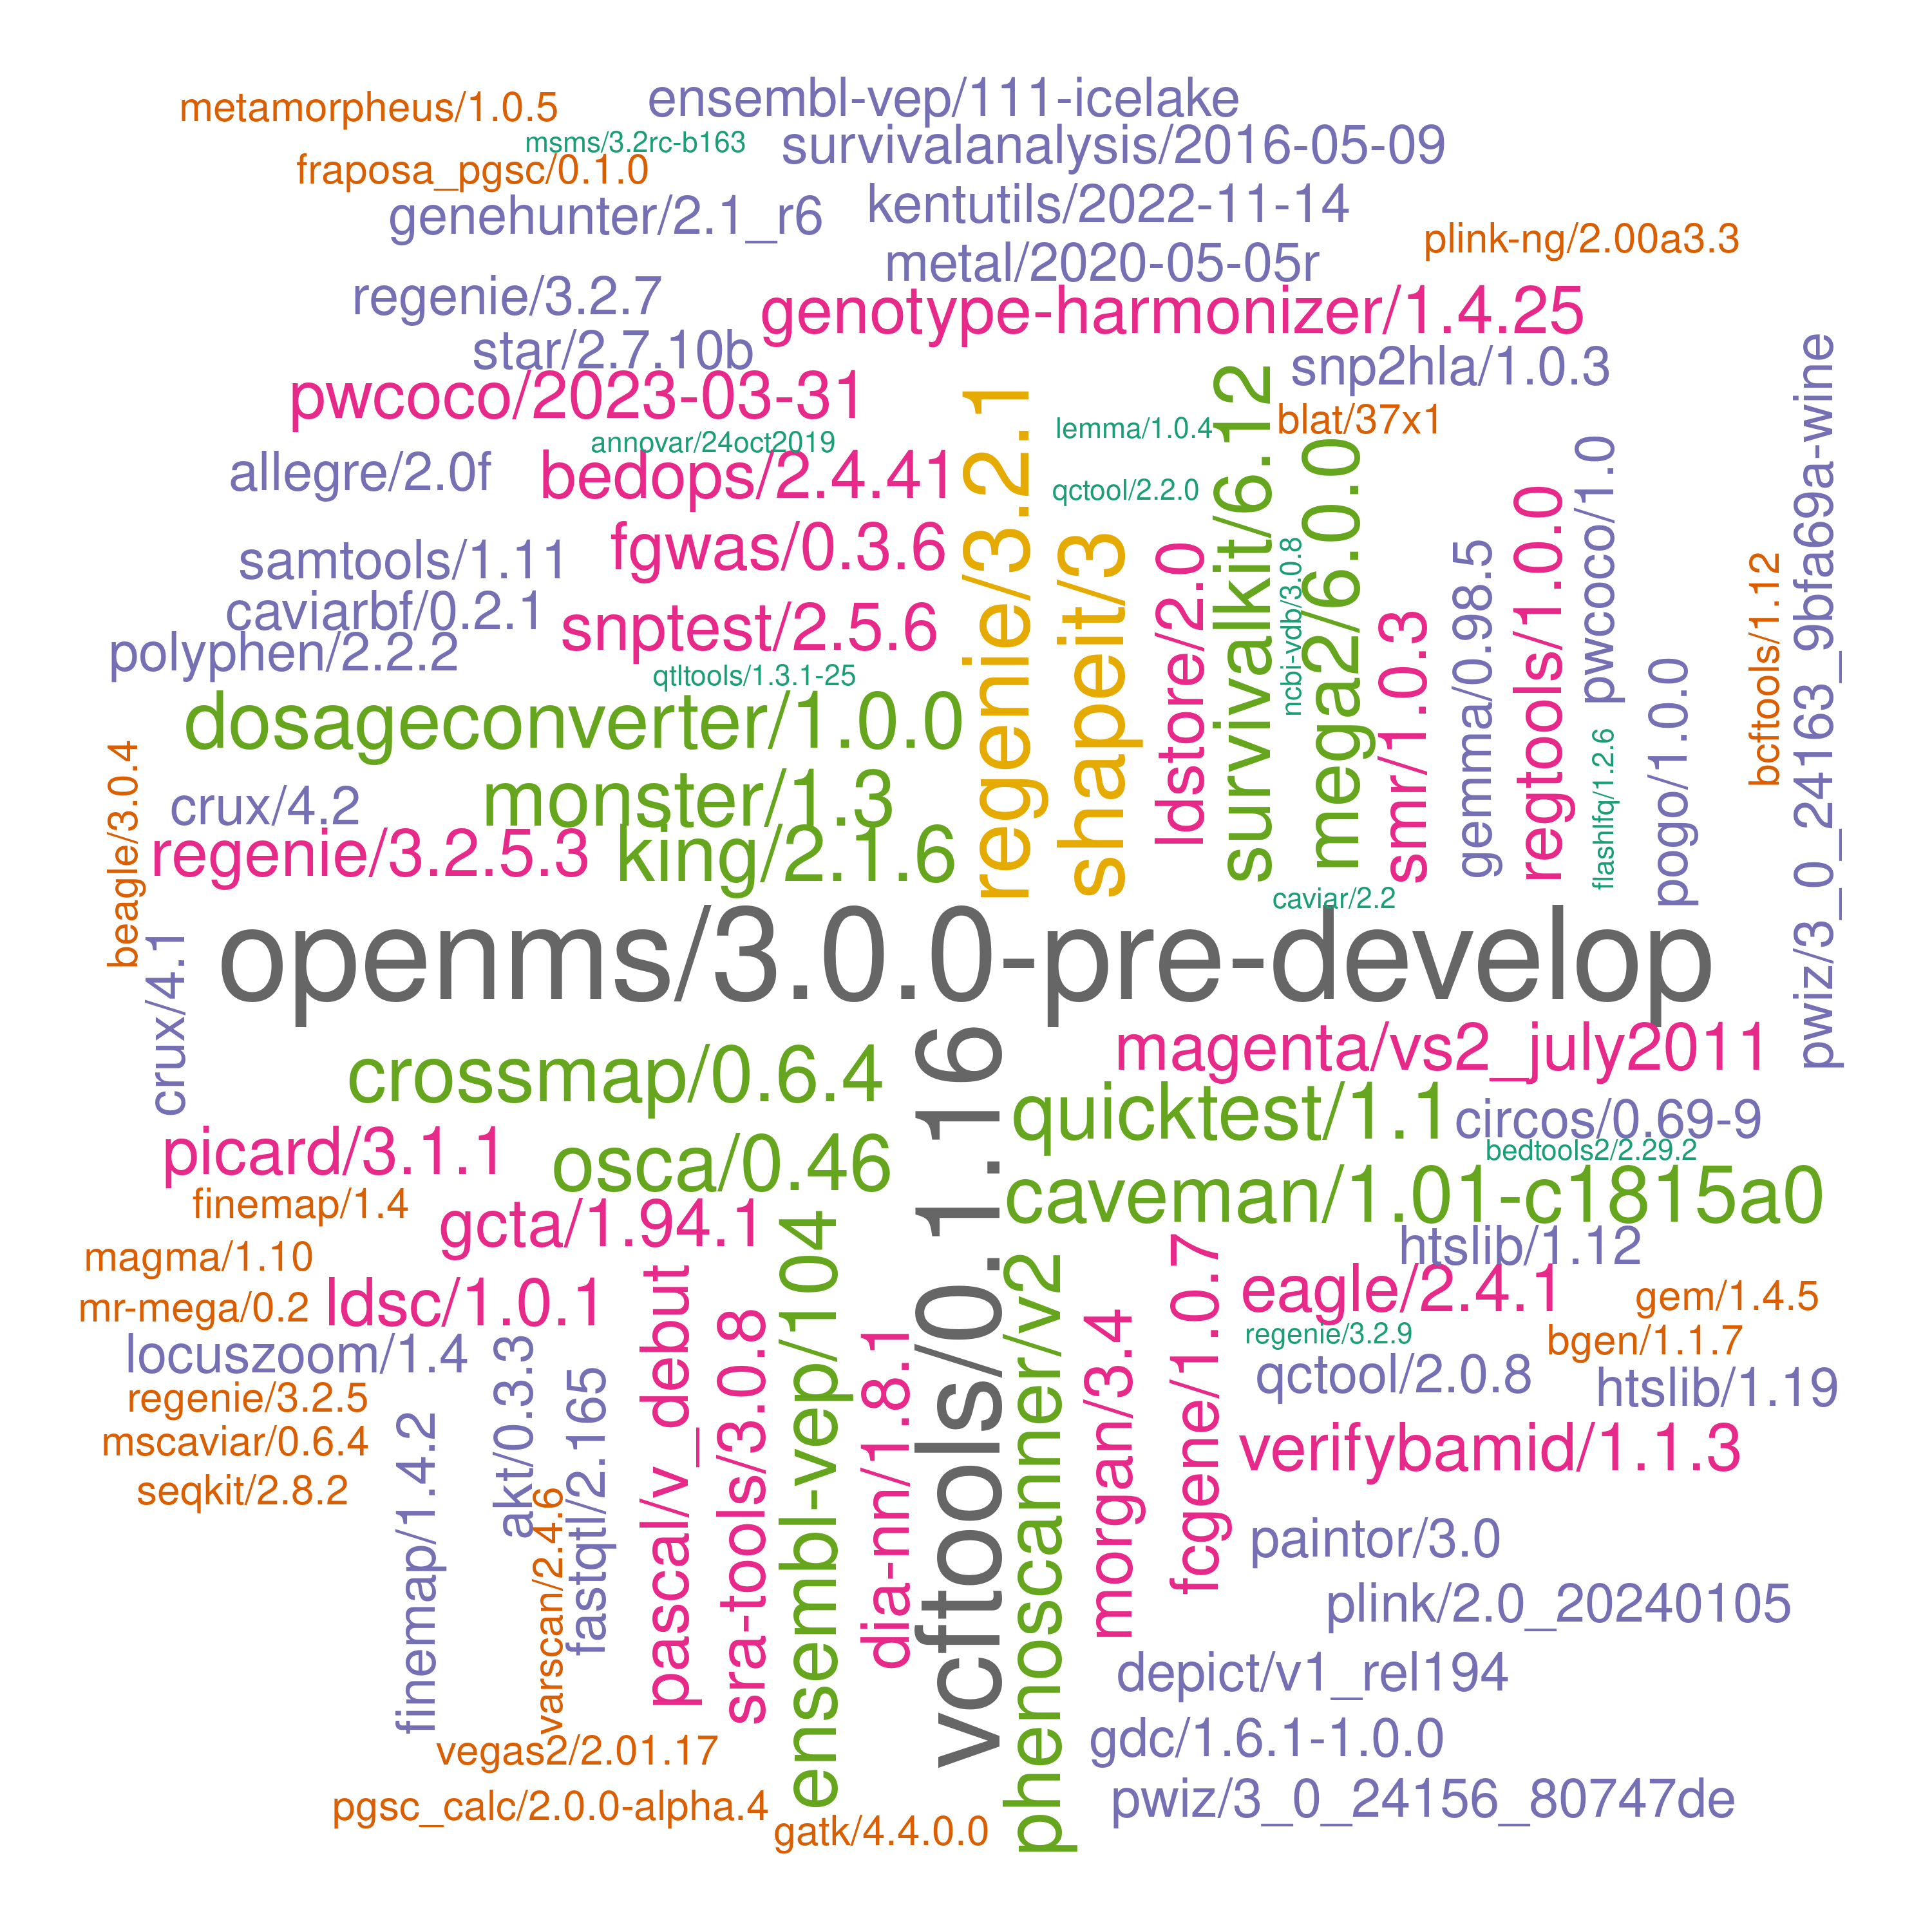 ensembl-vep/111-icelake
metamorpheus/1.0.5
msms/3.2rc-b163
survivalanalysis/2016-05-09
fraposa_pgsc/0.1.0
kentutils/2022-11-14
genehunter/2.1_r6
plink-ng/2.00a3.3
metal/2020-05-05r
regenie/3.2.7
genotype-harmonizer/1.4.25
star/2.7.10b
snp2hla/1.0.3
pwcoco/2023-03-31
blat/37x1
lemma/1.0.4
annovar/24oct2019
allegre/2.0f
bedops/2.4.41
qctool/2.2.0
regenie/3.2.1
shapeit/3
ldstore/2.0
survivalkit/6.12
ncbi-vdb/3.0.8
mega2/6.0.0
smr/1.0.3
gemma/0.98.5
regtools/1.0.0
pwcoco/1.0
flashlfq/1.2.6
pogo/1.0.0
bcftools/1.12
pwiz/3_0_24163_9bfa69a-wine
fgwas/0.3.6
samtools/1.11
caviarbf/0.2.1
snptest/2.5.6
polyphen/2.2.2
qtltools/1.3.1-25
dosageconverter/1.0.0
monster/1.3
crux/4.2
beagle/3.0.4
regenie/3.2.5.3
king/2.1.6
caviar/2.2
openms/3.0.0-pre-develop
crux/4.1
magenta/vs2_july2011
crossmap/0.6.4
quicktest/1.1
circos/0.69-9
picard/3.1.1
bedtools2/2.29.2
osca/0.46
caveman/1.01-c1815a0
finemap/1.4
gcta/1.94.1
htslib/1.12
magma/1.10
eagle/2.4.1
gem/1.4.5
mr-mega/0.2
ldsc/1.0.1
regenie/3.2.9
bgen/1.1.7
locuszoom/1.4
qctool/2.0.8
htslib/1.19
regenie/3.2.5
mscaviar/0.6.4
verifybamid/1.1.3
seqkit/2.8.2
finemap/1.4.2
akt/0.3.3
varscan/2.4.6
fastqtl/2.165
pascal/v_debut
sra-tools/3.0.8
ensembl-vep/104
dia-nn/1.8.1
vcftools/0.1.16
phenoscanner/v2
morgan/3.4
fcgene/1.0.7
paintor/3.0
plink/2.0_20240105
depict/v1_rel194
gdc/1.6.1-1.0.0
vegas2/2.01.17
pwiz/3_0_24156_80747de
pgsc_calc/2.0.0-alpha.4
gatk/4.4.0.0